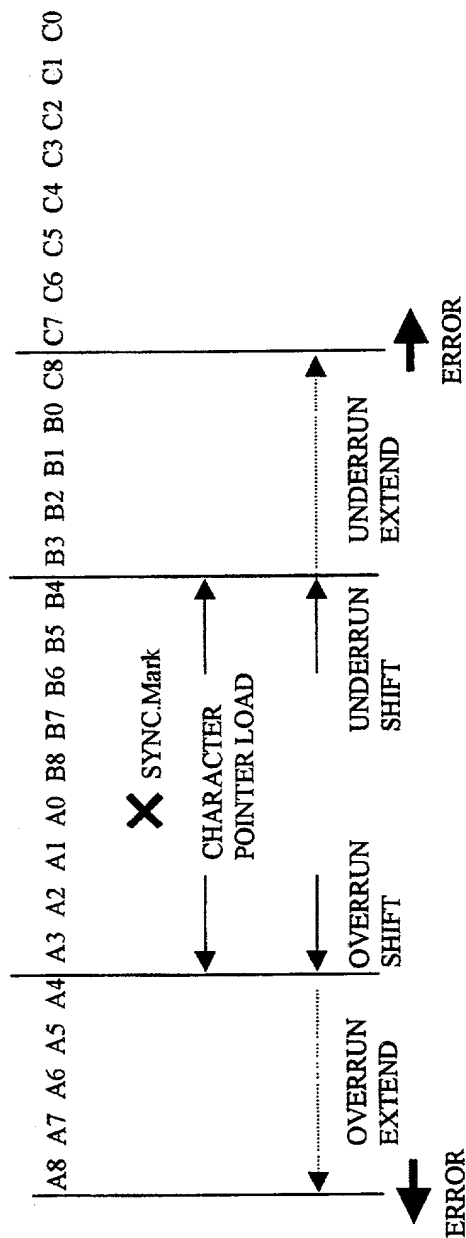 A8 A7 A6 A5 A4 A3 A2 A1 A0 B8 B7 B6 B5 B4 B3 B2 B1 B0 C8 C7 C6 C5 C4 C3 C2 C1 C0
SYNC.Mark
CHARACTER
POINTER LOAD
OVERRUN
EXTEND
OVERRUN
SHIFT
UNDERRUN
SHIFT
UNDERRUN
EXTEND
ERROR
ERROR